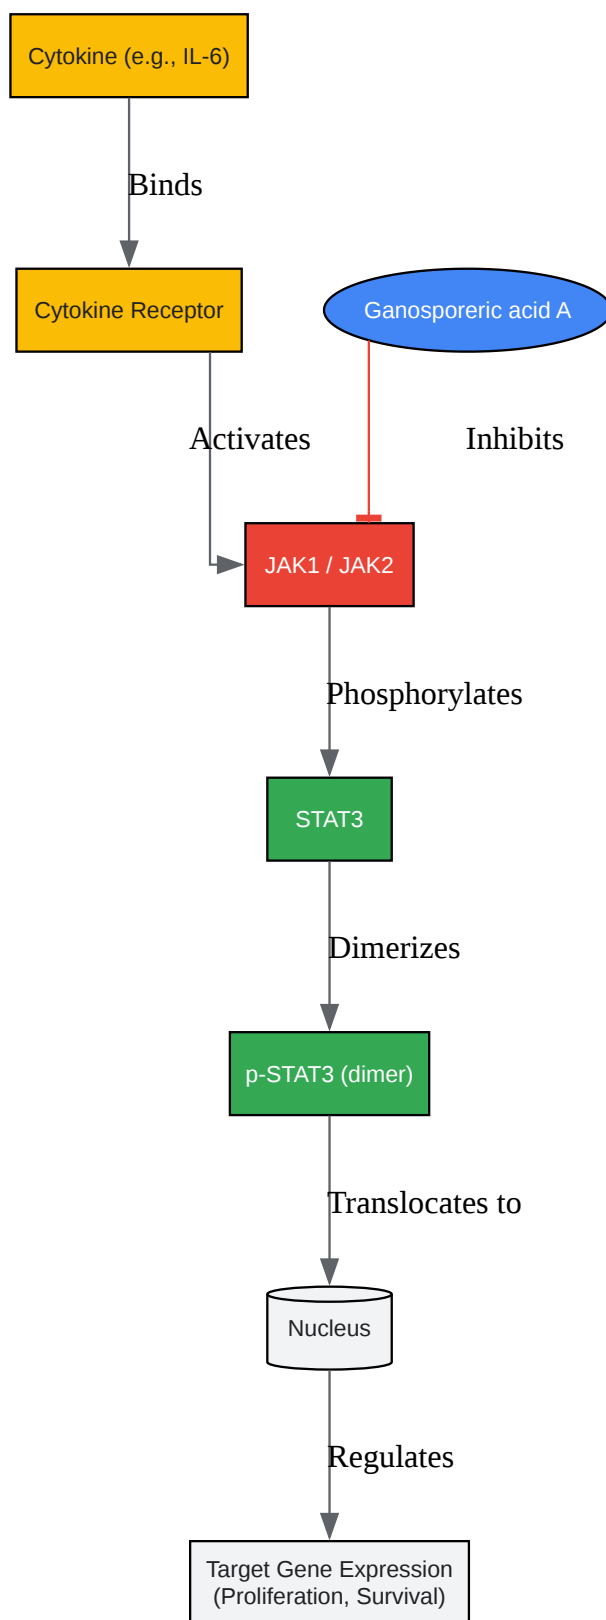 Cytokine (e.g., IL-6)
Binds
Cytokine Receptor
Ganosporeric acid A
Activates
Inhibits
JAK1 / JAK2
Phosphorylates
STAT3
Dimerizes
p-STAT3 (dimer)
Translocates to
Nucleus
Regulates
Target Gene Expression
(Proliferation, Survival)